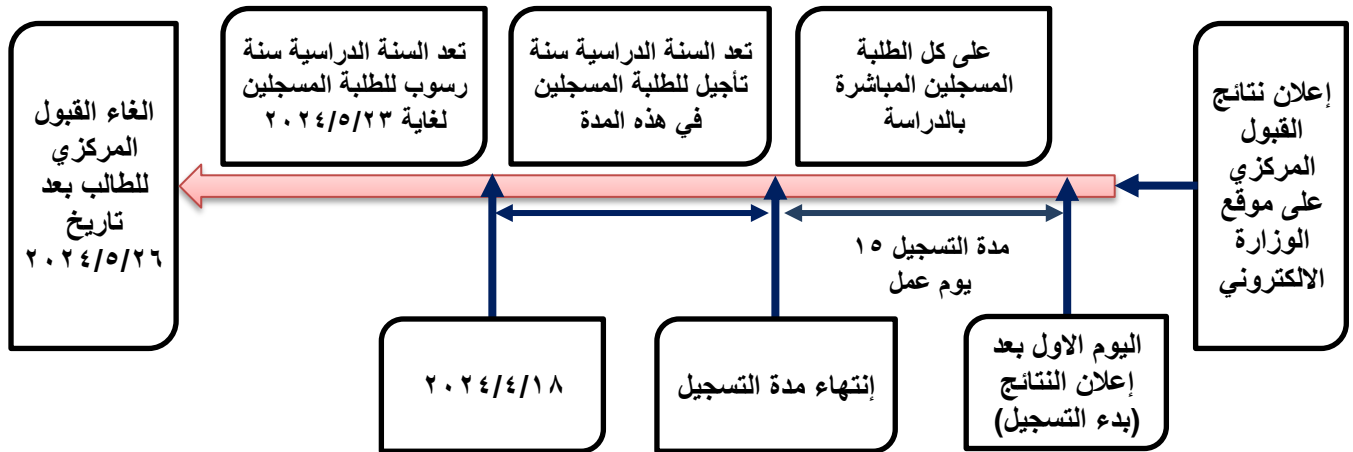 إعلان نتائج
القبول
المركزي
على موقع
الوزارة
الالكتروني
على كل الطلبة
المسجلين المباشرة
بالدراسة
تعد السنة الدراسية سنة
تأجيل للطلبة المسجلين
في هذه المدة
تعد السنة الدراسية سنة
رسوب للطلبة المسجلين
لغاية ٢٠٢٤/٥/٢٣
الغاء القبول
المركزي
للطالب بعد
تاريخ
٢٠٢٤/٥/٢٦
مدة التسجيل ١٥
يوم عمل
اليوم الاول بعد
إعلان النتائج
(بدء التسجيل)
إنتهاء مدة التسجيل
٢٠٢٤/٤/١٨